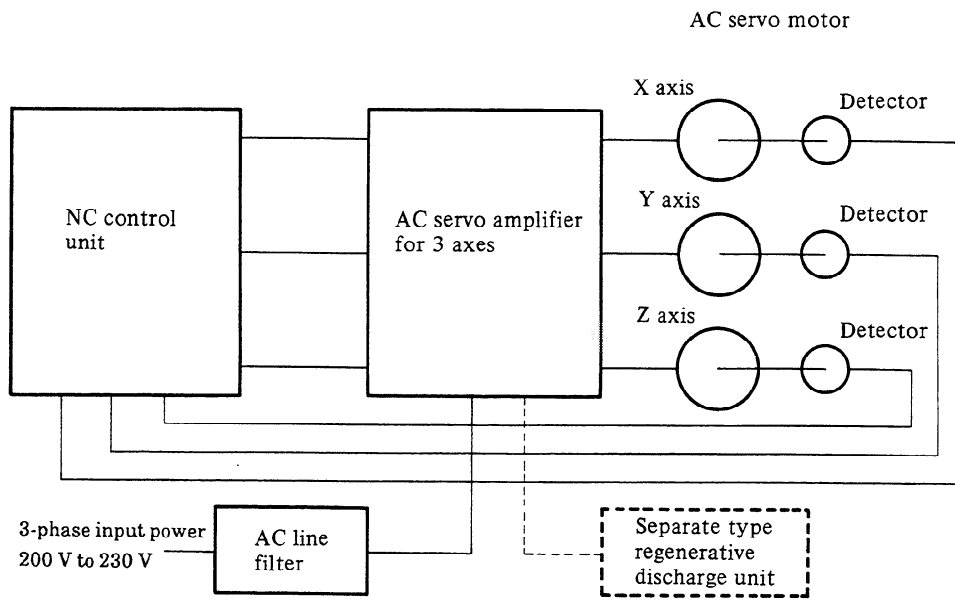 AC servo motor
X axis
Detector
NC control
unit
AC servo amplifier
for 3 axes
Y axis
Detector
Z axis
Detector
3-phase input power
200 V to 230 V
AC line
filter
Separate type
regenerative
discharge unit